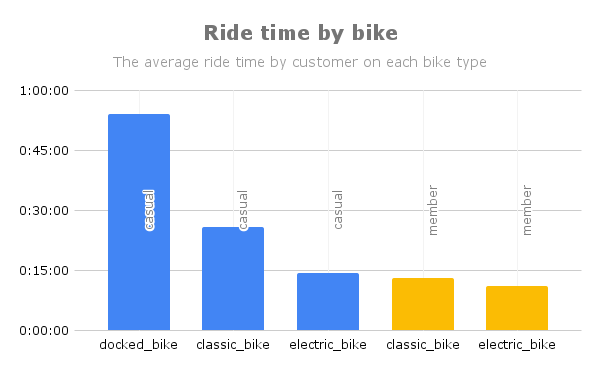 Ride time by bike
The average ride time by customer on each bike type
1:00:00
0:45:00
0:30:00
0:15:00
0:00:00
casual
casual
casual
member
member
docked_bike
classic_bike
electric_bike
classic_bike
electric_bike